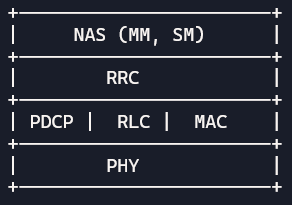 NAS (MM, SM)
RRC
PDCP | RLC | MAC
PHY